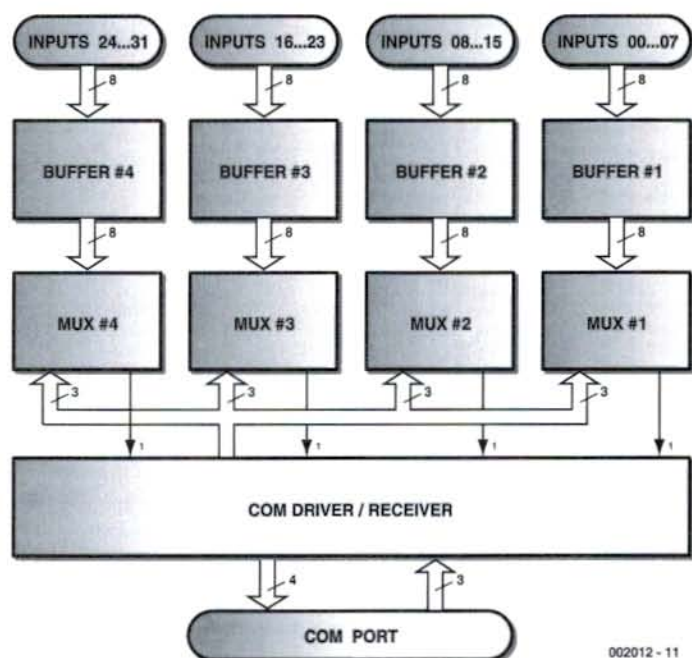 INPUTS 24...31 INPUTS 16...23 INPUTS 08...15 INPUTS 00...07
8 8 8 8
BUFFER #4 BUFFER #3 BUFFER #2 BUFFER #1
8 8 8 8
MUX #4 MUX #3 MUX #2 MUX #1
3 3 3 3
1 1 1 1
COM DRIVER / RECEIVER
4 3
COM PORT
002012 - 11